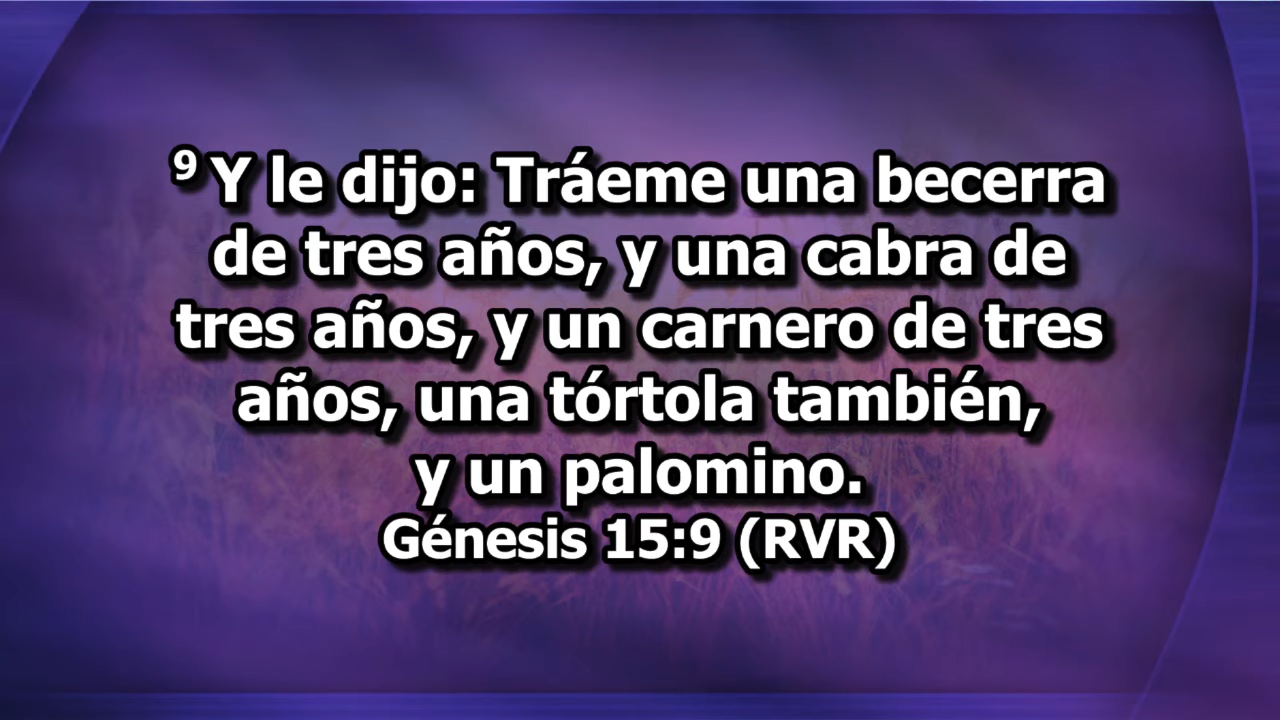 9 Y le dijo: Tráeme una becerra
de tres años, y una cabra de
tres años, y un carnero de tres
años, una tórtola también,
y un palomino.
Génesis 15:9 (RVR)